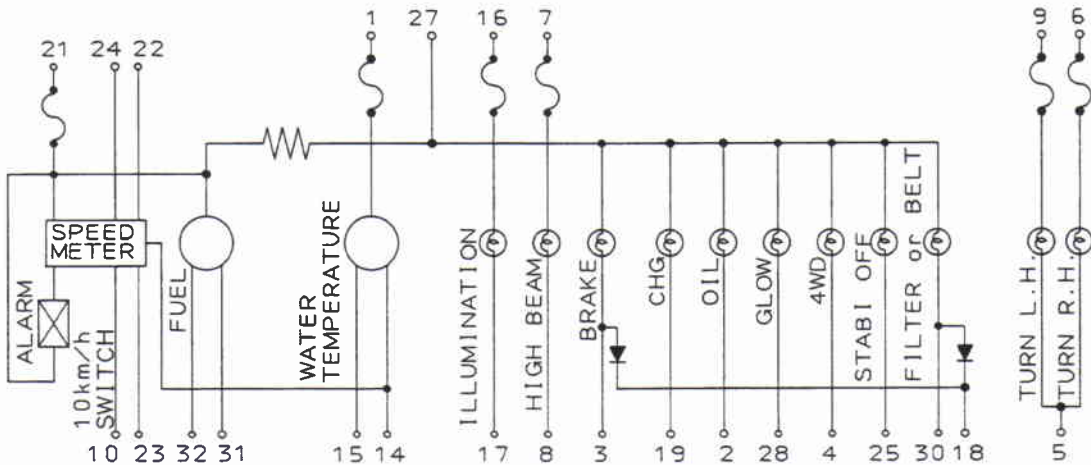 1 27 16 7 9 6
21 24 22
SPEED
METER
ALARM
10km/h
SWITCH
FUEL
WATER
TEMPERATURE
ILLUMINATION
HIGH BEAM
BRAKE
CHG.
OIL
GLOW
4WD
STABI OFF
FILTER or BELT
TURN L.H.
TURN R.H.
10 23 32 31 15 14 17 8 3 19 2 28 4 25 30 18 5